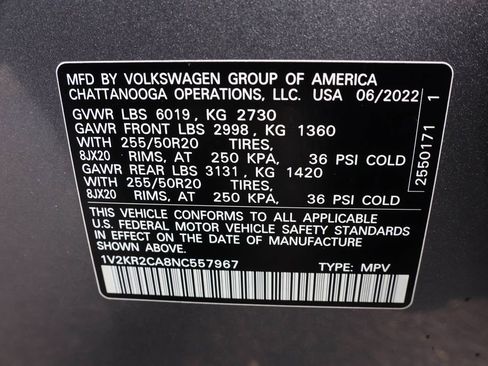 MFD BY VOLKSWAGEN GROUP OF AMERICA
CHATTANOOGA OPERATIONS, LLC. USA 06/2022
GVWR LBS 6019, KG 2730
GAWR FRONT LBS 2998, KG 1360
WITH 255/50R20 TIRES,
8JX20 RIMS, AT 250 KPA, 36 PSI COLD
GAWR REAR LBS 3131, KG 1420
WITH 255/50R20 TIRES,
8JX20 RIMS, AT 250 KPA, 36 PSI COLD
THIS VEHICLE CONFORMS TO ALL APPLICABLE
U.S. FEDERAL MOTOR VEHICLE SAFETY STANDARDS
IN EFFECT ON THE DATE OF MANUFACTURE
SHOWN ABOVE
1V2KR2CA8NC557967 TYPE: MPV
2550171 1